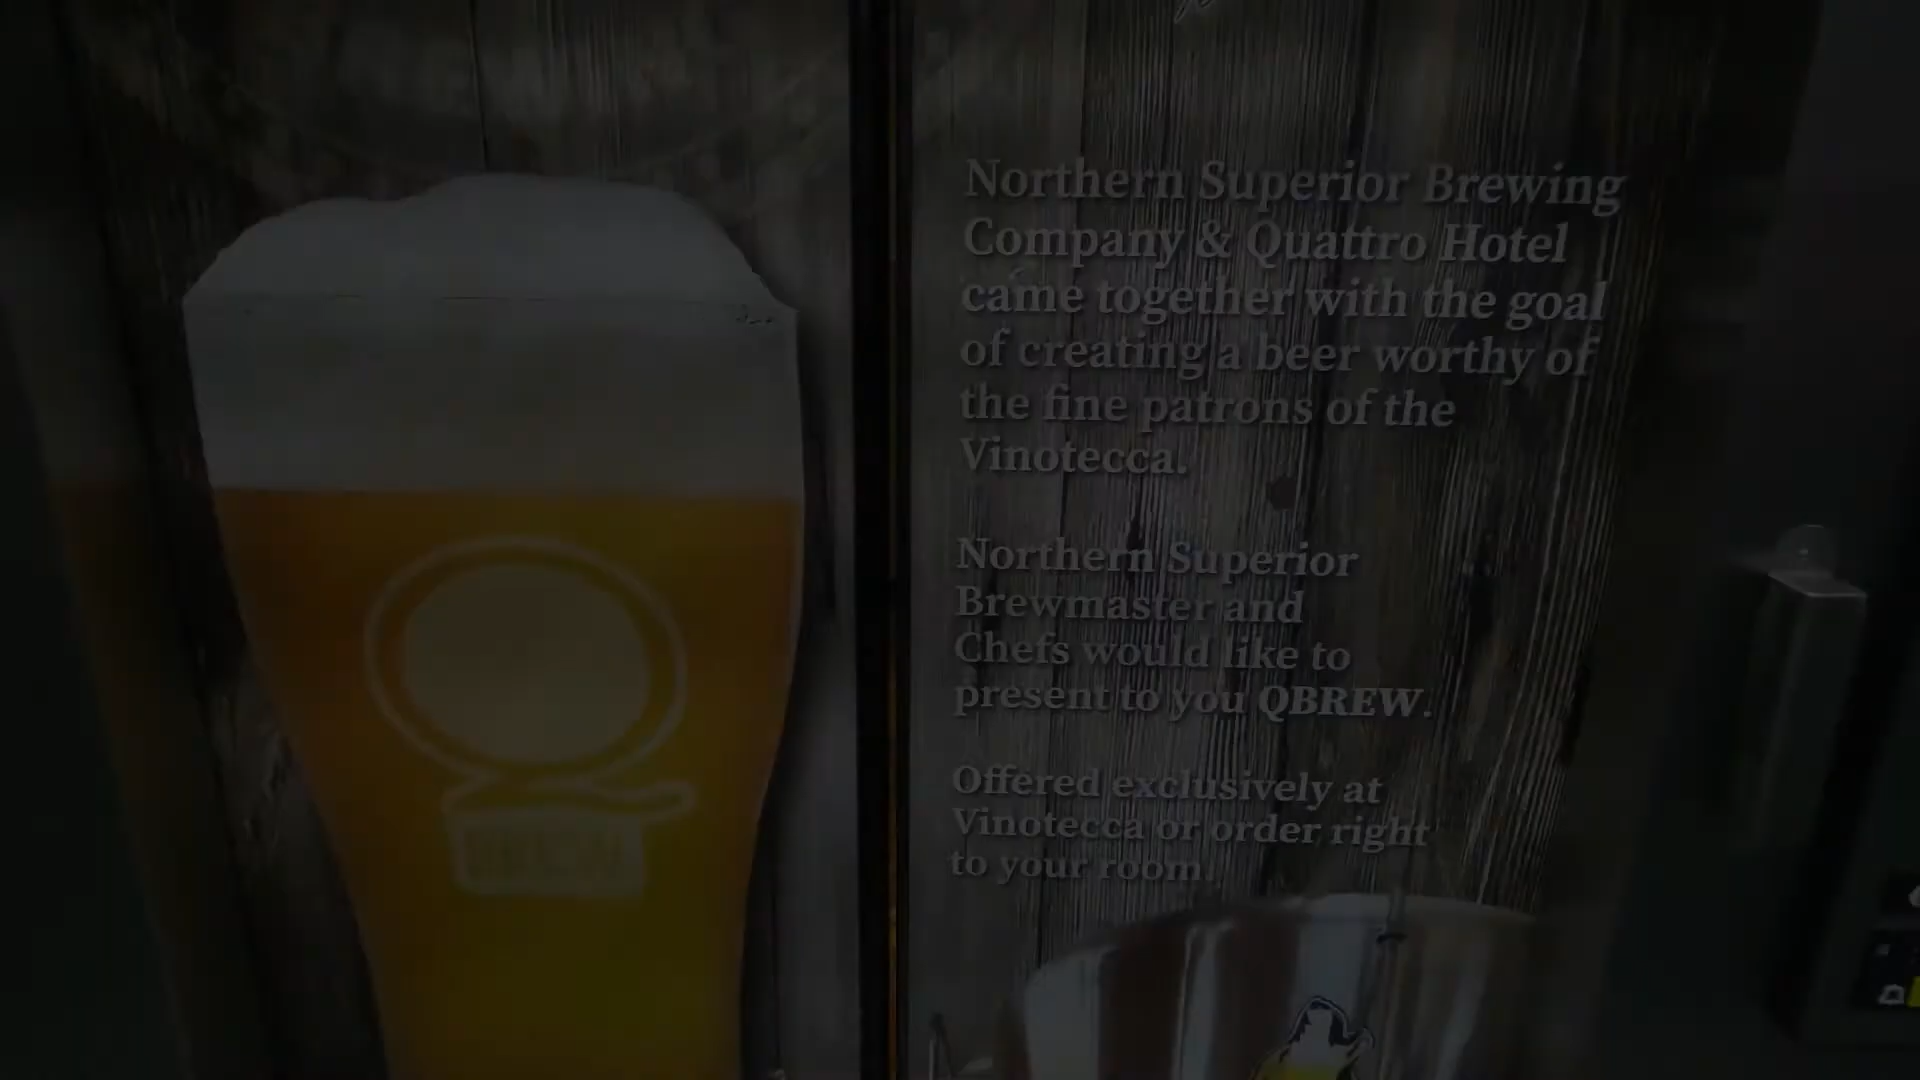 Northern Superior Brewing
Company & Quattro Hotel
came together with the goal
of creating a beer worthy of
the fine patrons of the
Vinotecca.
Northern Superior
Brewmaster and
Chefs would like to
present to you QBREW.
Offered exclusively at
Vinotecca or order right
to your room.
Q
BREW